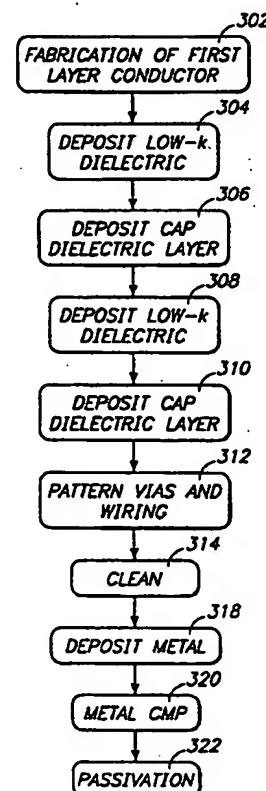 302
FABRICATION OF FIRST
LAYER CONDUCTOR
304
DEPOSIT LOW-k
DIELECTRIC
306
DEPOSIT CAP
DIELECTRIC LAYER
308
DEPOSIT LOW-k
DIELECTRIC
310
DEPOSIT CAP
DIELECTRIC LAYER
312
PATTERN VIAS AND
WIRING
314
CLEAN
318
DEPOSIT METAL
320
METAL CMP
322
PASSIVATION